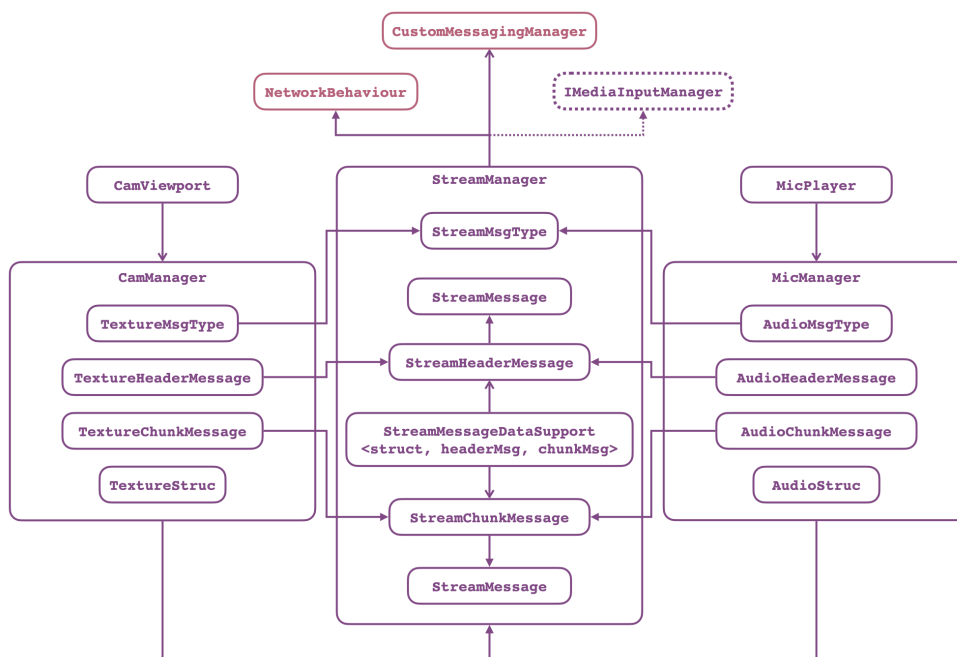 CustomMessagingManager
NetworkBehaviour
IMediaInputManager
CamViewport
StreamManager
MicPlayer
StreamMsgType
CamManager
MicManager
StreamMessage
TextureMsgType
AudioMsgType
StreamHeaderMessage
TextureHeaderMessage
AudioHeaderMessage
StreamMessageDataSupport
<struct, headerMsg, chunkMsg>
TextureChunkMessage
AudioChunkMessage
TextureStruc
AudioStruc
StreamChunkMessage
StreamMessage